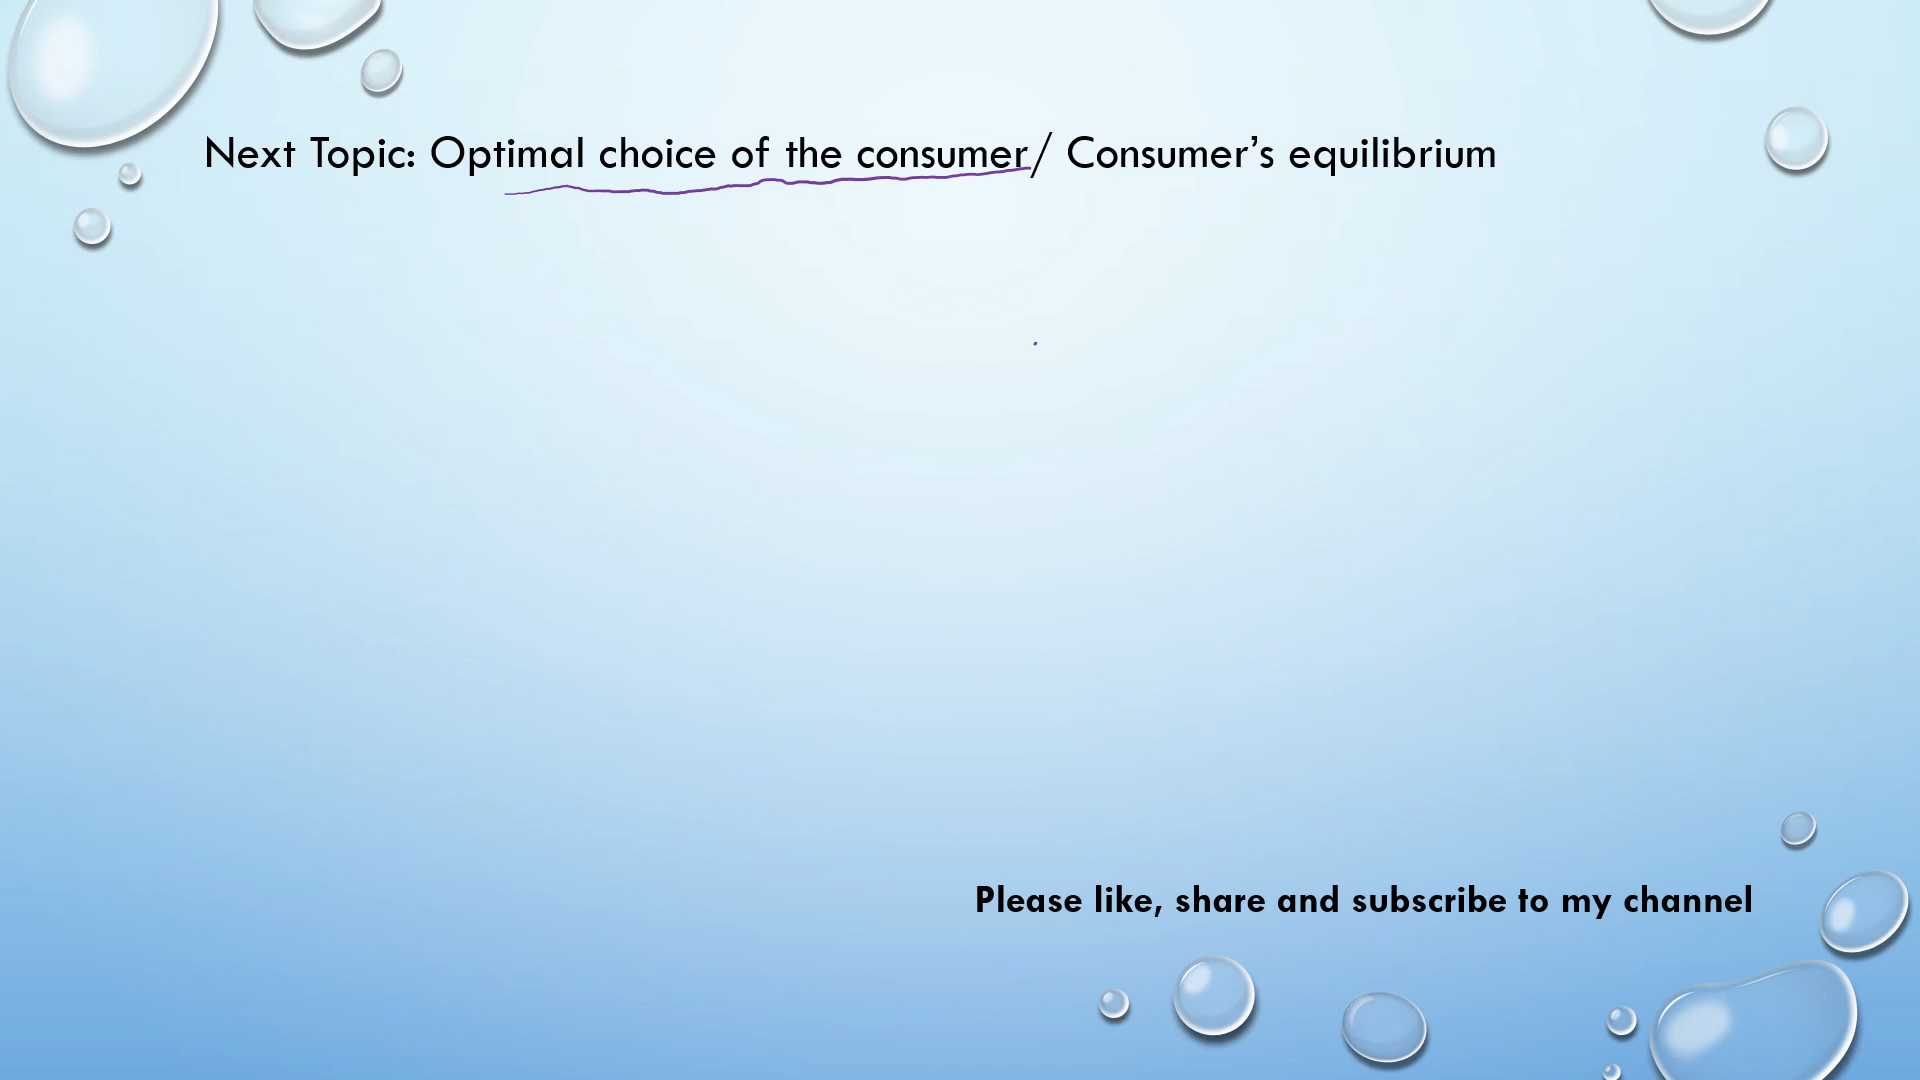 Next Topic: Optimal choice of the consumer/ Consumer’s equilibrium
Please like, share and subscribe to my channel